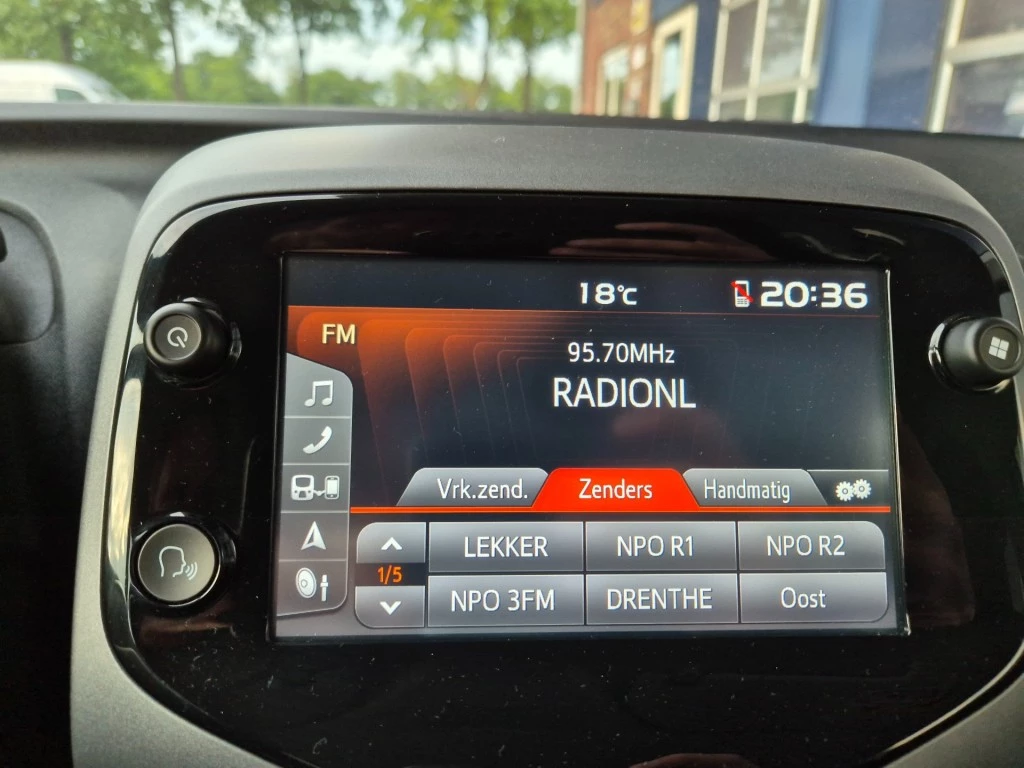 18°C 20:36
FM
95.70MHz
RADIONL
Vrk.zend. Zenders Handmatig
LEKKER NPO R1 NPO R2
1/5
NPO 3FM DRENTHE Oost